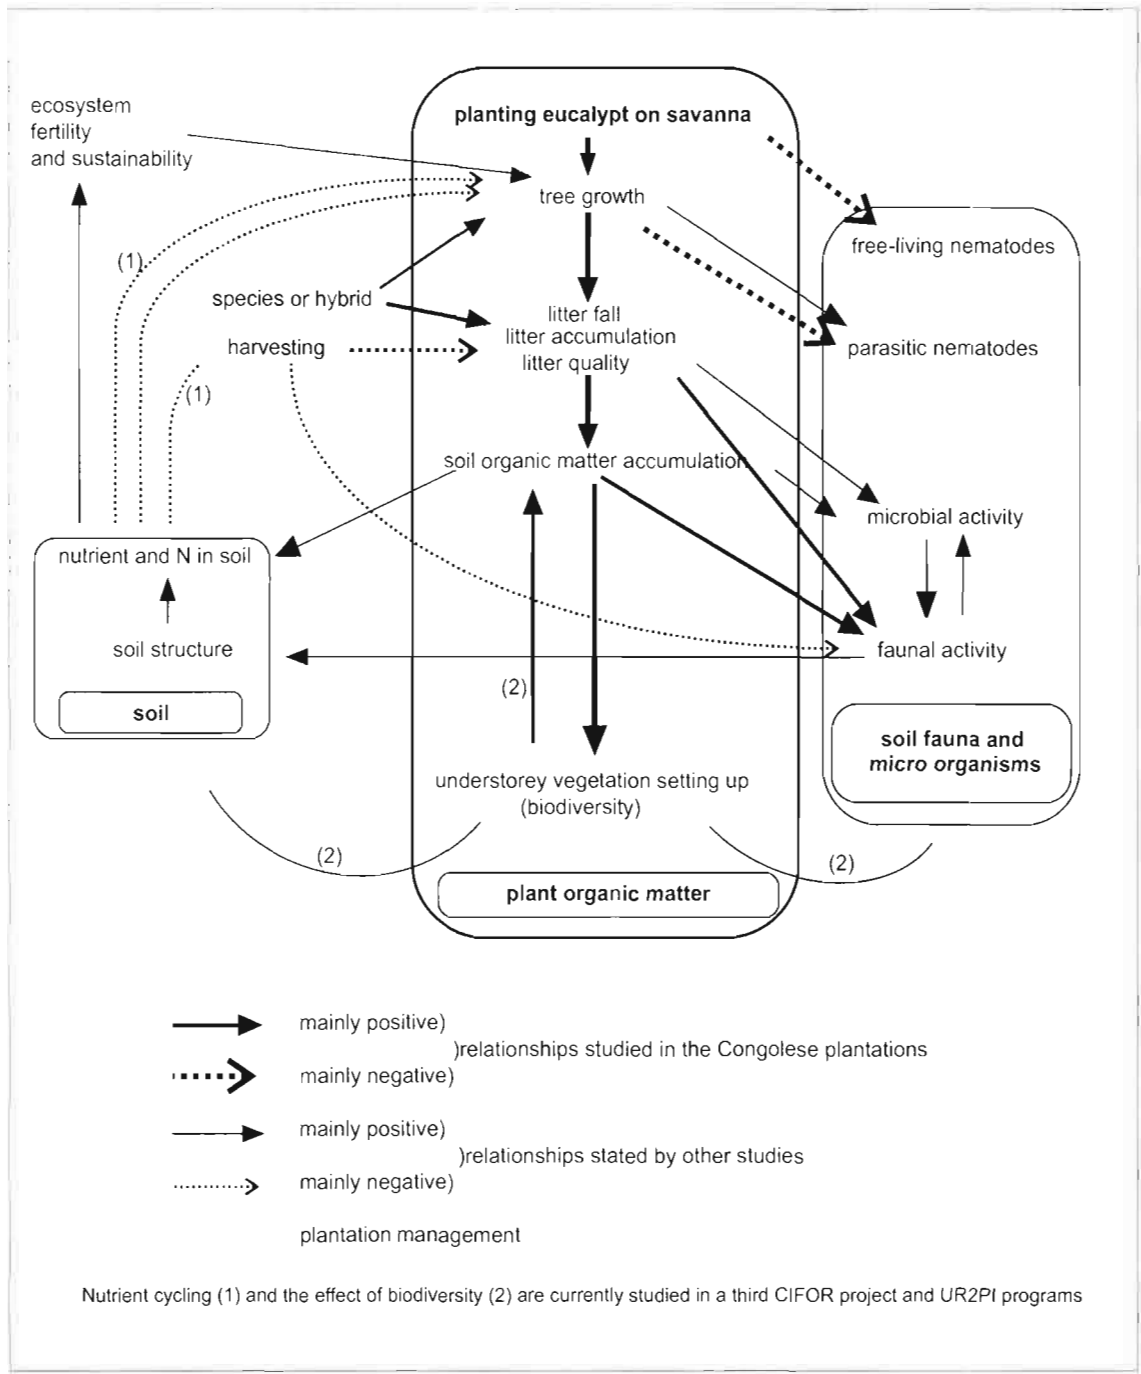 planting eucalypt on savanna
ecosystem
fertility
and sustainability
tree growth
free-living nematodes
(1)
species or hybrid
litter fall
litter accumulation
litter quality
harvesting
parasitic nematodes
(1)
soil organic matter accumulation
microbial activity
nutrient and N in soil
soil structure
faunal activity
(2)
soil
soil fauna and
micro organisms
understorey vegetation setting up
(biodiversity)
(2)
(2)
plant organic matter
mainly positive)
)relationships studied in the Congolese plantations
mainly negative)
mainly positive)
)relationships stated by other studies
mainly negative)
plantation management
Nutrient cycling (1) and the effect of biodiversity (2) are currently studied in a third CIFOR project and UR2PI programs